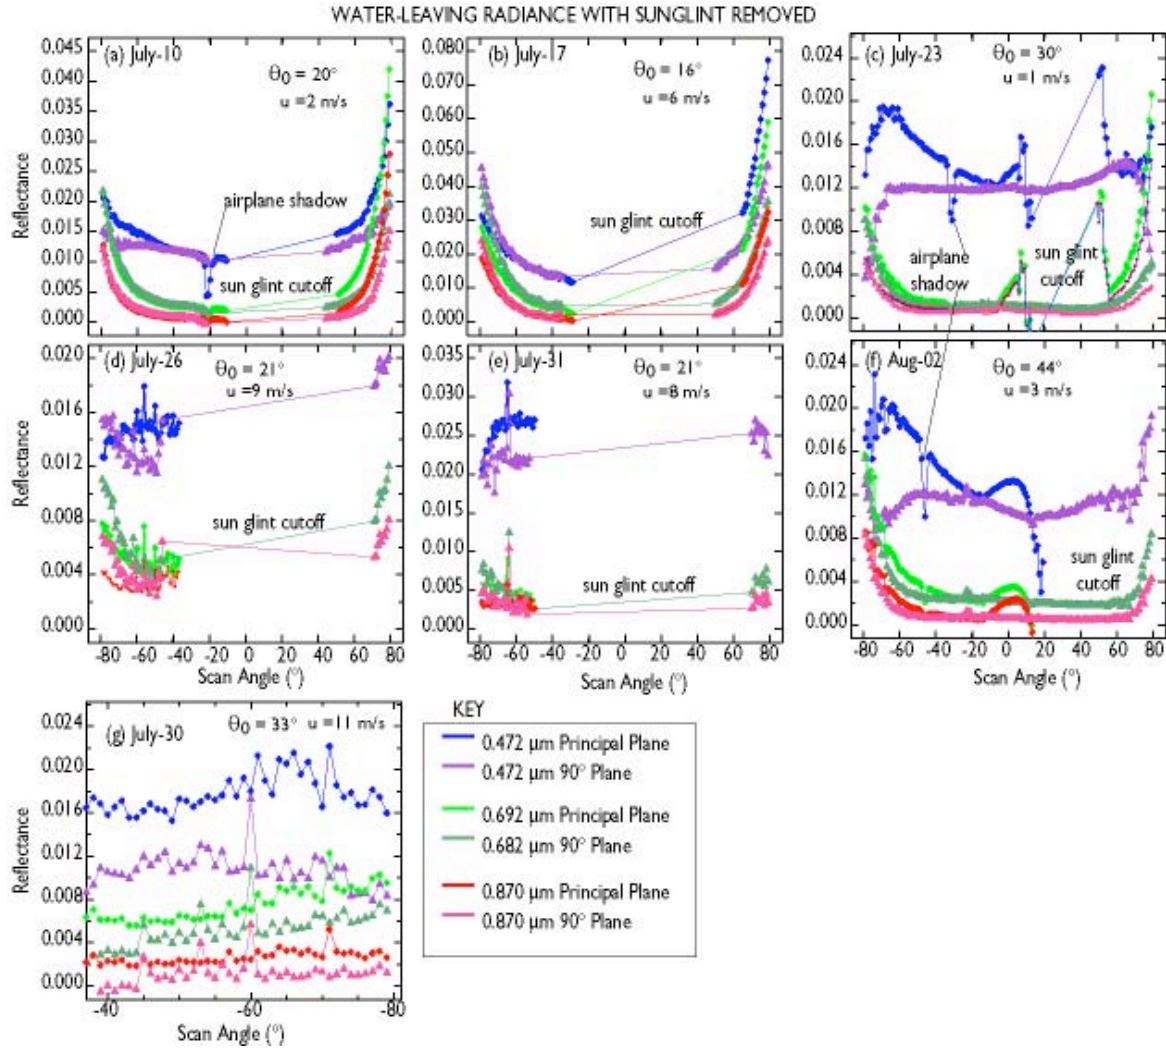 WATER-LEAVING RADIANCE WITH SUNGLINT REMOVED
(a) July-10
θ₀ = 20°
u = 2 m/s
airplane shadow
sun glint cutoff
Reflectance
0.045
0.040
0.035
0.030
0.025
0.020
0.015
0.010
0.005
0.000
(b) July-17
θ₀ = 16°
u = 6 m/s
sun glint cutoff
0.080
0.070
0.060
0.050
0.040
0.030
0.020
0.010
0.000
(c) July-23
θ₀ = 30°
u = 1 m/s
airplane
shadow
sun glint
cutoff
0.024
0.020
0.016
0.012
0.008
0.004
0.000
(d) July-26
θ₀ = 21°
u =9 m/s
sun glint cutoff
Reflectance
0.020
0.016
0.012
0.008
0.004
0.000
-80 -60 -40 -20 0 20 40 60 80
Scan Angle (°)
(e) July-31
θ₀ = 21°
u =8 m/s
sun glint cutoff
0.035
0.030
0.025
0.020
0.015
0.010
0.005
0.000
-80 -60 -40 -20 0 20 40 60 80
Scan Angle (°)
(f) Aug-02
θ₀ = 44°
u = 3 m/s
sun glint
cutoff
0.024
0.020
0.016
0.012
0.008
0.004
0.000
-80 -60 -40 -20 0 20 40 60 80
Scan Angle (°)
(g) July-30
θ₀ = 33° u = 11 m/s
Reflectance
0.024
0.020
0.016
0.012
0.008
0.004
0.000
-40 -60 -80
Scan Angle (°)
KEY
0.472 µm Principal Plane
0.472 µm 90° Plane
0.692 µm Principal Plane
0.682 µm 90° Plane
0.870 µm Principal Plane
0.870 µm 90° Plane